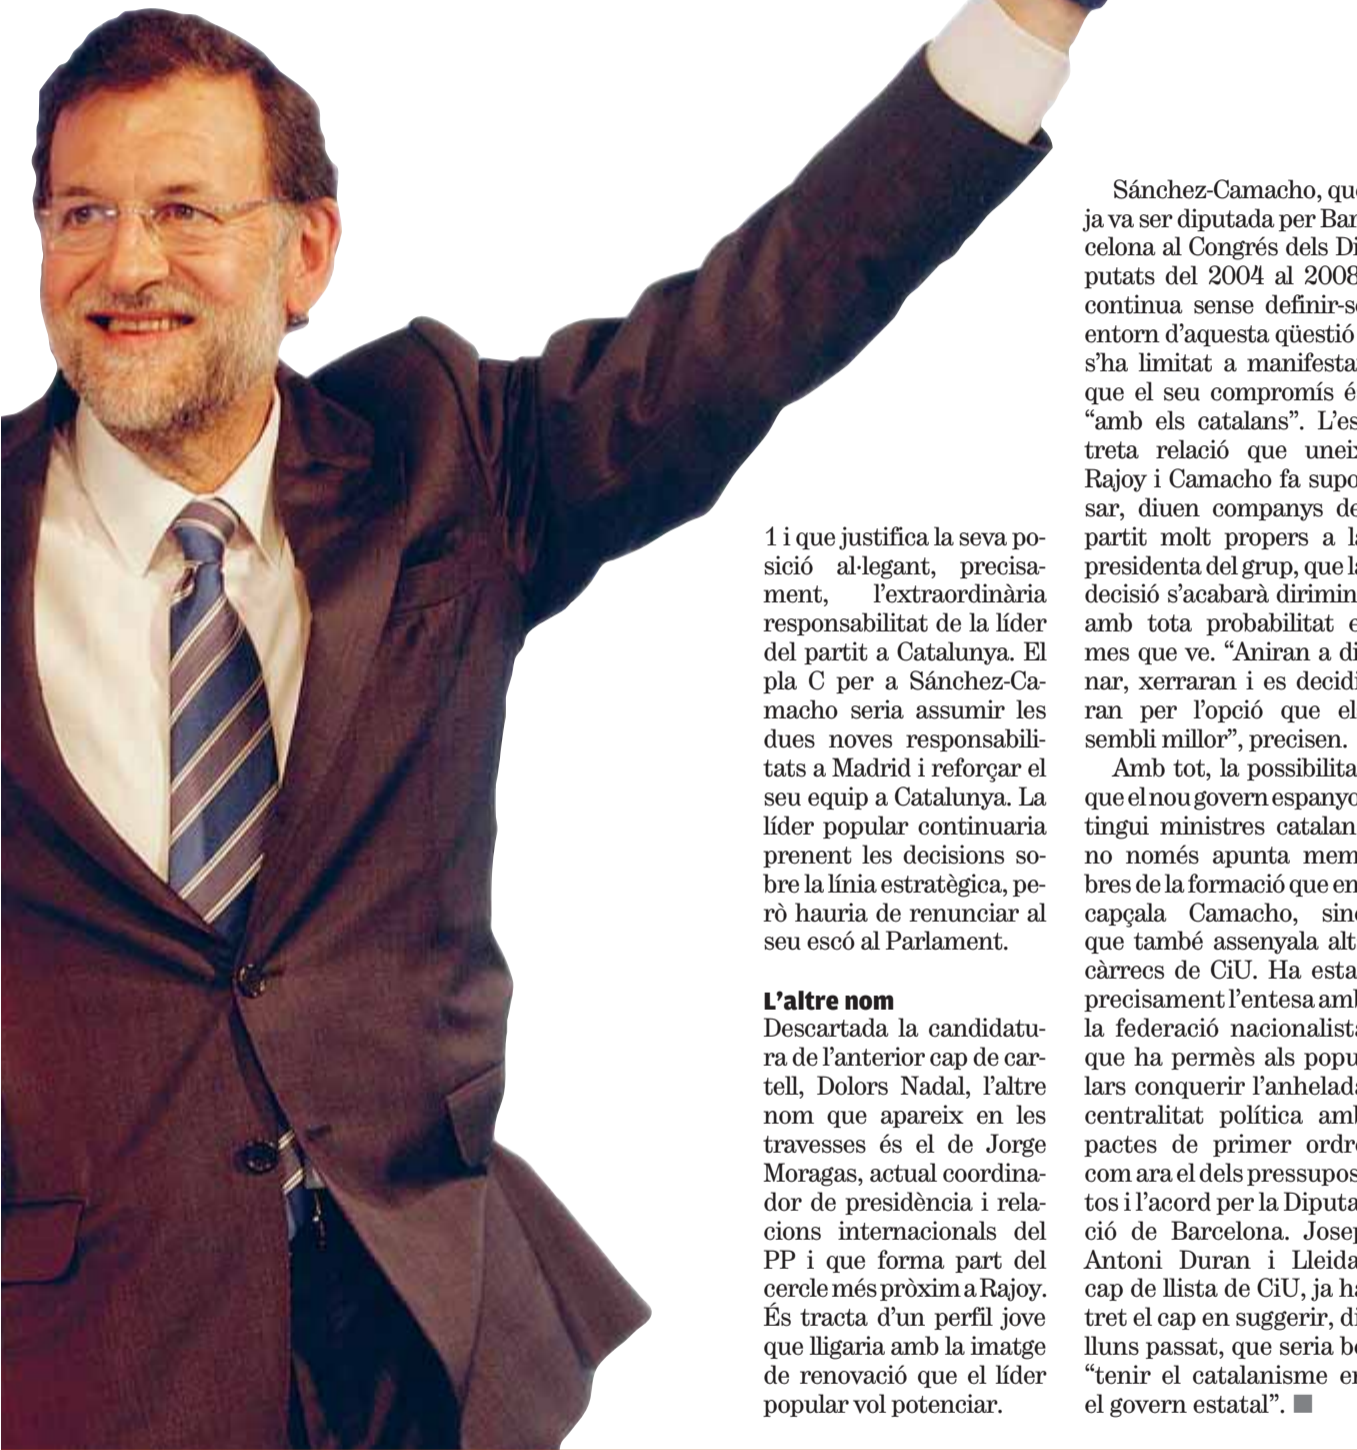 1 i que justifica la seva po-
sició al·legant, precisa-
ment, l'extraordinària
responsabilitat de la líder
del partit a Catalunya. El
pla C per a Sánchez-Ca-
macho seria assumir les
dues noves responsabili-
tats a Madrid i reforçar el
seu equip a Catalunya. La
líder popular continuaria
prenent les decisions so-
bre la línia estratègica, pe-
rò hauria de renunciar al
seu escó al Parlament.
L'altre nom
Descartada la candidatu-
ra de l'anterior cap de car-
tell, Dolors Nadal, l'altre
nom que apareix en les
travesses és el de Jorge
Moragas, actual coordina-
dor de presidència i rela-
cions internacionals del
PP i que forma part del
cercle més pròxim a Rajoy.
És tracta d'un perfil jove
que lligaria amb la imatge
de renovació que el líder
popular vol potenciar.
Sánchez-Camacho, que
ja va ser diputada per Bar
celona al Congrés dels Di
putats del 2004 al 2008
continua sense definir-se
entorn d'aquesta qüestió
s'ha limitat a manifesta
que el seu compromís é
“amb els catalans”. L'es
treta relació que uneix
Rajoy i Camacho fa supo
sar, diuen companys de
partit molt propers a la
presidenta del grup, que la
decisió s'acabarà dirimin
amb tota probabilitat e
mes que ve. “Aniran a di
nar, xerraran i es decidi
ran per l'opció que el
sembli millor”, precisen.
Amb tot, la possibilita
que el nou govern espanyo
tingui ministres catalan
no només apunta mem
bres de la formació que en
capçala Camacho, sinó
que també assenyala alt
càrrecs de CiU. Ha esta
precisament l'entesa amb
la federació nacionalista
que ha permès als popu
lars conquerir l'anhelada
centralitat política amb
pactes de primer ordre
com ara el dels pressupos
tos i l'acord per la Diputa
ció de Barcelona. Josep
Antoni Duran i Lleida
cap de llista de CiU, ja ha
tret el cap en suggerir, di
lluns passat, que seria bo
“tenir el catalanisme en
el govern estatal”.